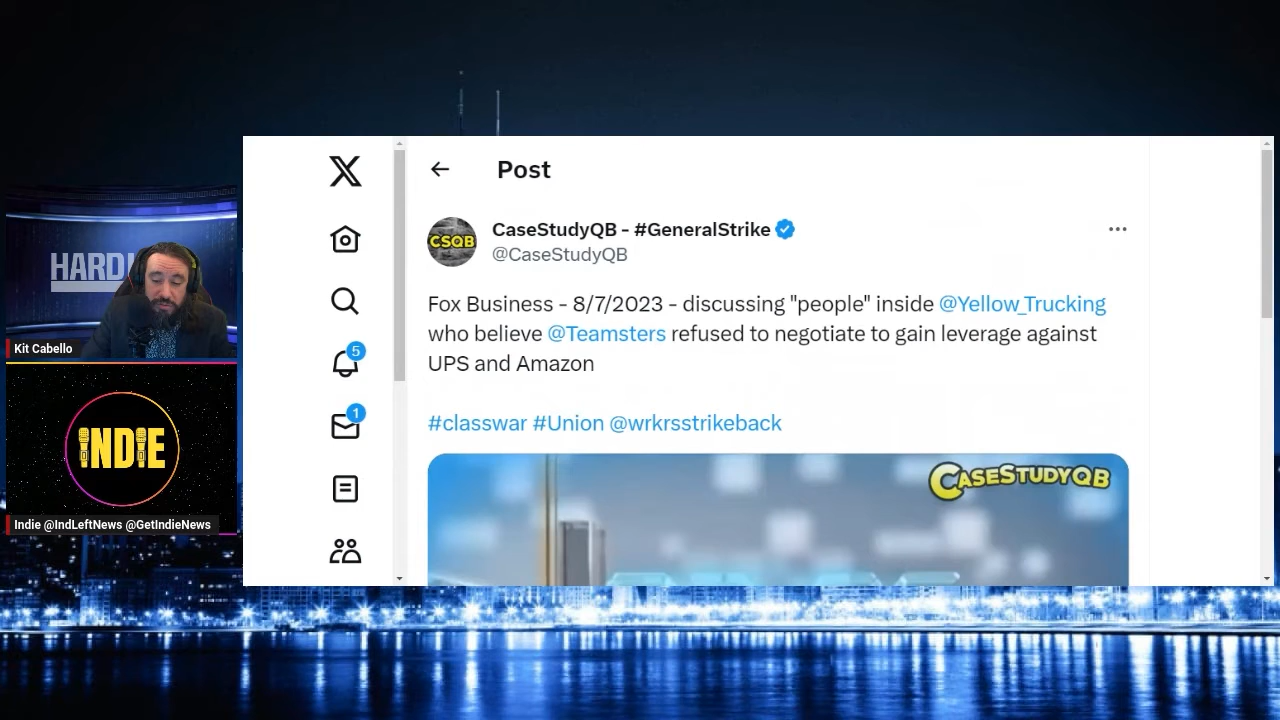 Post
CaseStudyQB - #GeneralStrike
@CaseStudyQB
CSQB
Fox Business - 8/7/2023 - discussing "people" inside @Yellow_Trucking
who believe @Teamsters refused to negotiate to gain leverage against
UPS and Amazon
#classwar #Union @wrkrsstrikeback
CASESTUDYQB
5
1
HARDL
Kit Cabello
INDIE
Indie @IndLeftNews @GetIndieNews